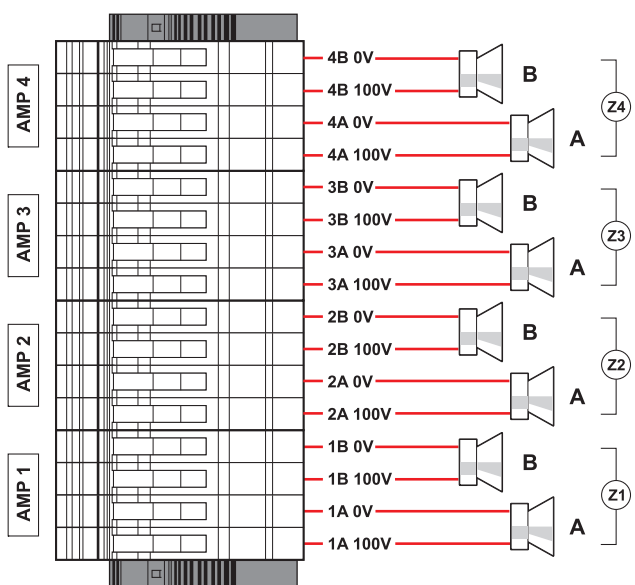 AMP 4
4B 0V
4B 100V
B
4A 0V
4A 100V
A
Z4
AMP 3
3B 0V
3B 100V
B
3A 0V
3A 100V
A
Z3
AMP 2
2B 0V
2B 100V
B
2A 0V
2A 100V
A
Z2
AMP 1
1B 0V
1B 100V
B
1A 0V
1A 100V
A
Z1